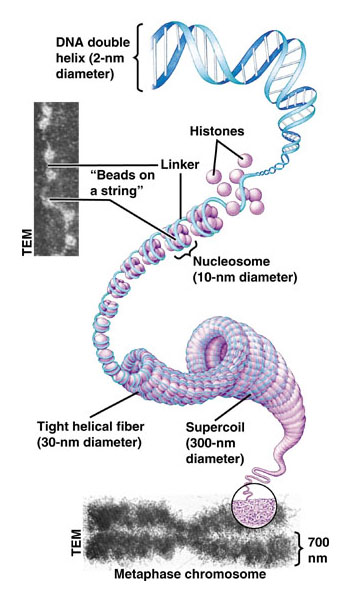 DNA double
helix (2-nm
diameter)
Histones
Linker
“Beads on
a string”
TEM
Nucleosome
(10-nm diameter)
Tight helical fiber
(30-nm diameter)
Supercoil
(300-nm
diameter)
TEM
700
nm
Metaphase chromosome